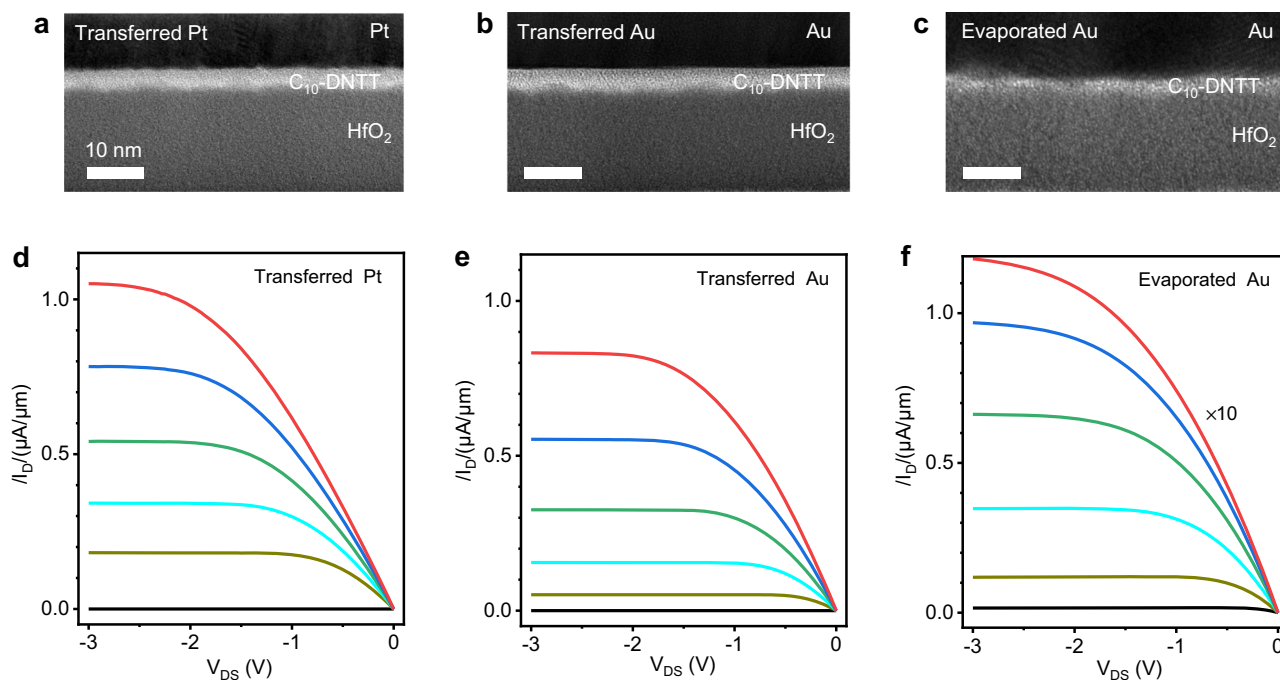 a
Transferred Pt
Pt
C₁₀-DNTT
HfO₂
10 nm
b
Transferred Au
Au
C₁₀-DNTT
HfO₂
c
Evaporated Au
Au
C₁₀-DNTT
HfO₂
d
Transferred Pt
1.0
0.5
0.0
/I_D/(μA/μm)
-3
-2
-1
0
V_DS (V)
e
Transferred Au
1.0
0.5
0.0
/I_D/(μA/μm)
-3
-2
-1
0
V_DS (V)
f
Evaporated Au
×10
1.0
0.5
0.0
/I_D/(μA/μm)
-3
-2
-1
0
V_DS (V)